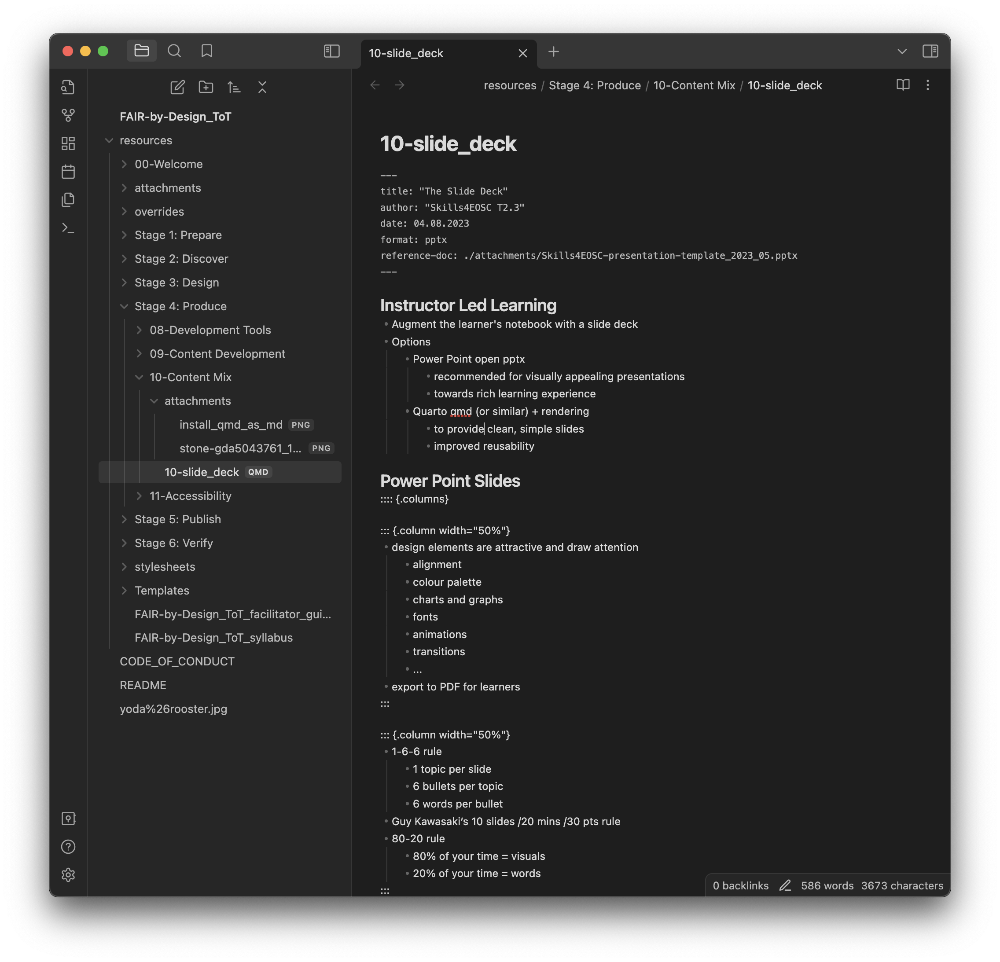 10-slide_deck
FAIR-by-Design_ToT
resources
00-Welcome
attachments
overrides
Stage 1: Prepare
Stage 2: Discover
Stage 3: Design
Stage 4: Produce
08-Development Tools
09-Content Development
10-Content Mix
attachments
install_qmd_as_md PNG
stone-gda5043761_1... PNG
10-slide_deck QMD
11-Accessibility
Stage 5: Publish
Stage 6: Verify
stylesheets
Templates
FAIR-by-Design_ToT_facilitator_gui...
FAIR-by-Design_ToT_syllabus
CODE_OF_CONDUCT
README
yoda%26rooster.jpg
resources / Stage 4: Produce / 10-Content Mix / 10-slide_deck
10-slide_deck
---
title: "The Slide Deck"
author: "Skills4EOSC T2.3"
date: 04.08.2023
format: pptx
reference-doc: ./attachments/Skills4EOSC-presentation-template_2023_05.pptx
---
Instructor Led Learning
• Augment the learner's notebook with a slide deck
• Options
• Power Point open pptx
• recommended for visually appealing presentations
• towards rich learning experience
• Quarto qmd (or similar) + rendering
• to provide clean, simple slides
• improved reusability
Power Point Slides
:::: {.columns}
::: {.column width="50%"}
• design elements are attractive and draw attention
• alignment
• colour palette
• charts and graphs
• fonts
• animations
• transitions
• ...
• export to PDF for learners
:::
::: {.column width="50%"}
• 1-6-6 rule
• 1 topic per slide
• 6 bullets per topic
• 6 words per bullet
• Guy Kawasaki’s 10 slides /20 mins /30 pts rule
• 80-20 rule
• 80% of your time = visuals
• 20% of your time = words
:::
0 backlinks 586 words 3673 characters